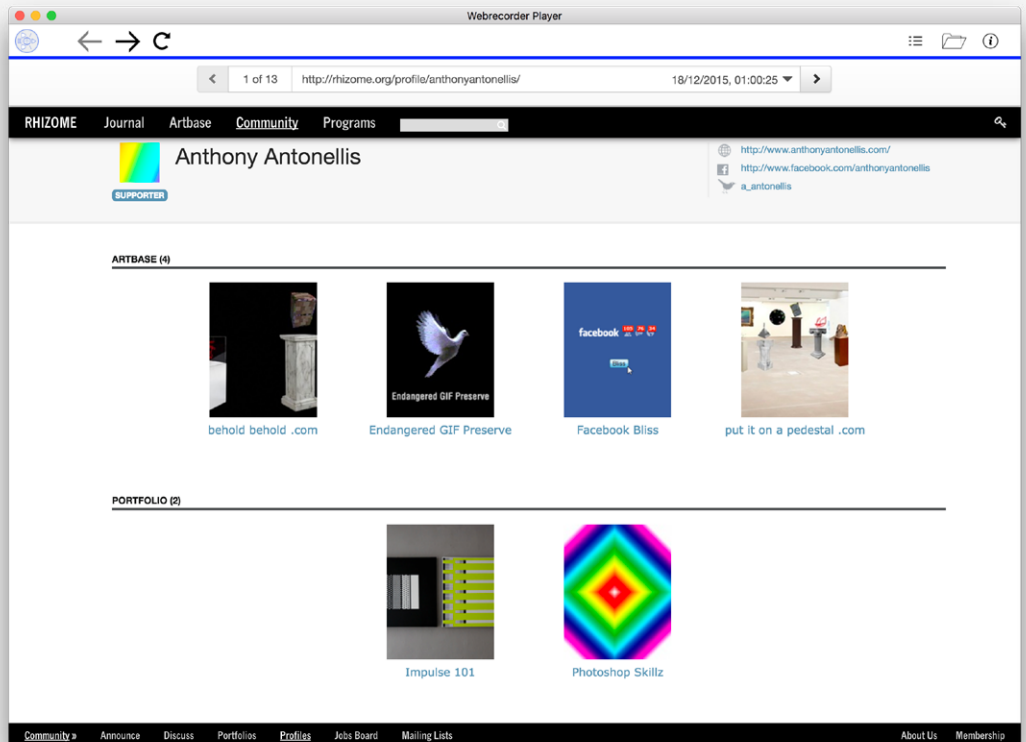 Webrecorder Player
1 of 13 http://rhizome.org/profile/anthonyantonellis/ 18/12/2015, 01:00:25
RHIZOME Journal Artbase Community Programs
Anthony Antonellis
SUPPORTER
http://www.anthonyantonellis.com/
http://www.facebook.com/anthonyantonellis
a_antonellis
ARTBASE (4)
Endangered GIF Preserve
facebook
Bliss
behold behold .com Endangered GIF Preserve Facebook Bliss put it on a pedestal .com
PORTFOLIO (2)
Impulse 101 Photoshop Skillz
Community » Announce Discuss Portfolios Profiles Jobs Board Mailing Lists About Us Membership